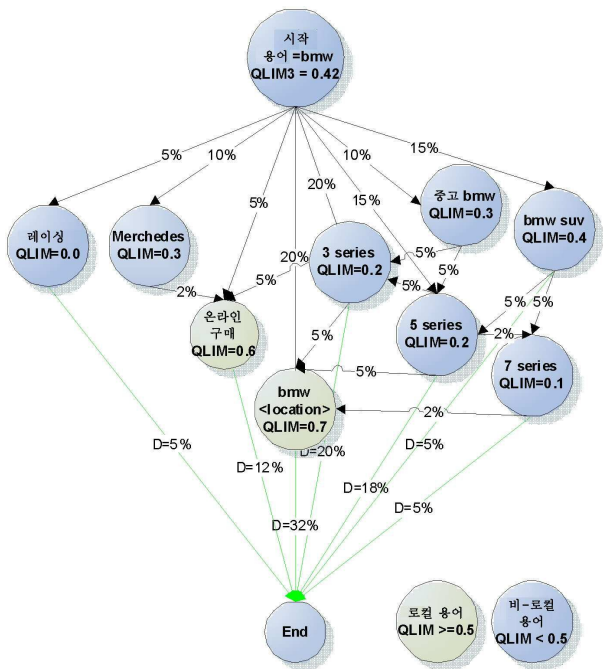 시작
용어 =bmw
QLIM3 = 0.42
5%
10%
5%
20%
20%
15%
10%
15%
레이싱
QLIM=0.0
Merchedes
QLIM=0.3
3 series
QLIM=0.2
중고 bmw
QLIM=0.3
bmw suv
QLIM=0.4
2%
5%
5%
5%
5%
5%
5%
온라인
구매
QLIM=0.6
5 series
QLIM=0.2
2%
7 series
QLIM=0.1
5%
5%
bmw
<location>
QLIM=0.7
2%
D=5%
D=12%
D=20%
D=32%
D=18%
D=5%
D=5%
End
로컬 용어
QLIM >=0.5
비-로컬
용어
QLIM < 0.5